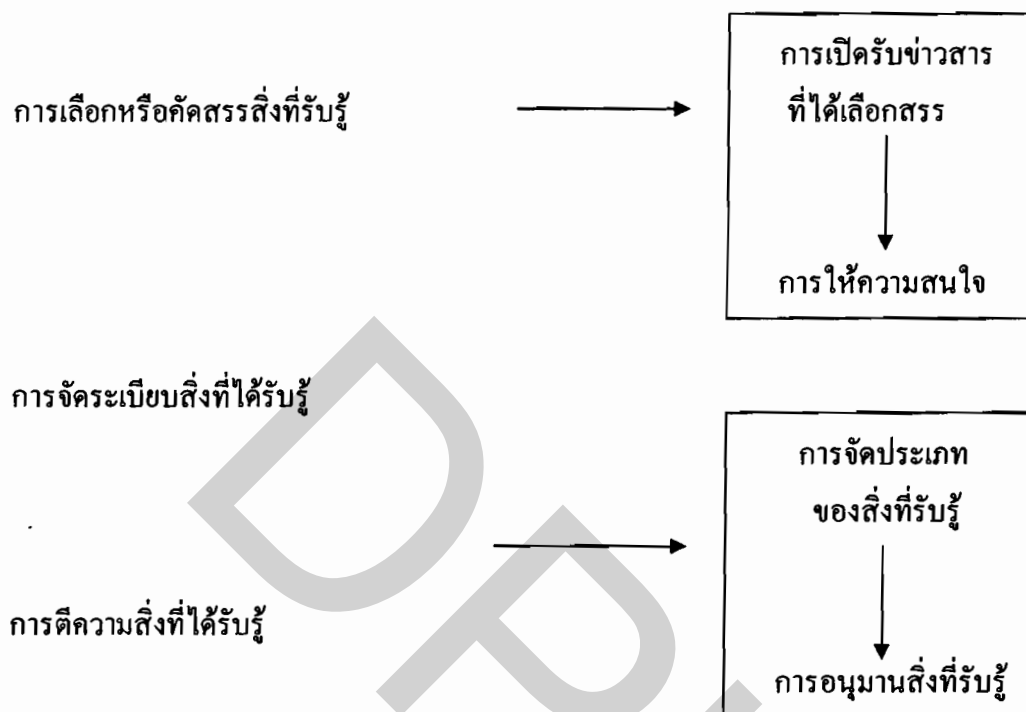 การเปิดรับข่าวสาร
การเลือกหรือคัดสรรสิ่งที่รับรู้
ที่ได้เลือกสรร
การให้ความสนใจ
การจัดระเบียบสิ่งที่ได้รับรู้
การจัดประเภท
ของสิ่งที่รับรู้
การตีความสิ่งที่ได้รับรู้
การอนุมานสิ่งที่รับรู้